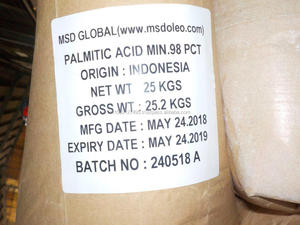 MSD GLOBAL(www.msdoleo.com)
PALMITIC ACID MIN.98 PCT
ORIGIN : INDONESIA
NET WT : 25 KGS
GROSS WT : 25.2 KGS
MFG DATE : MAY 24.2018
EXPIRY DATE : MAY 24.2019
BATCH NO : 240518 A